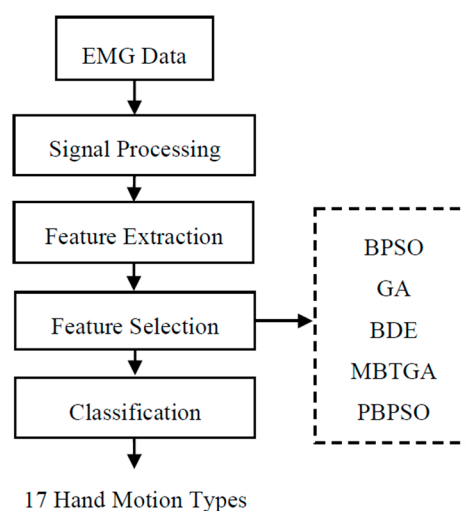 EMG Data
Signal Processing
Feature Extraction
Feature Selection
Classification
17 Hand Motion Types
BPSO
GA
BDE
MBTGA
PBPSO